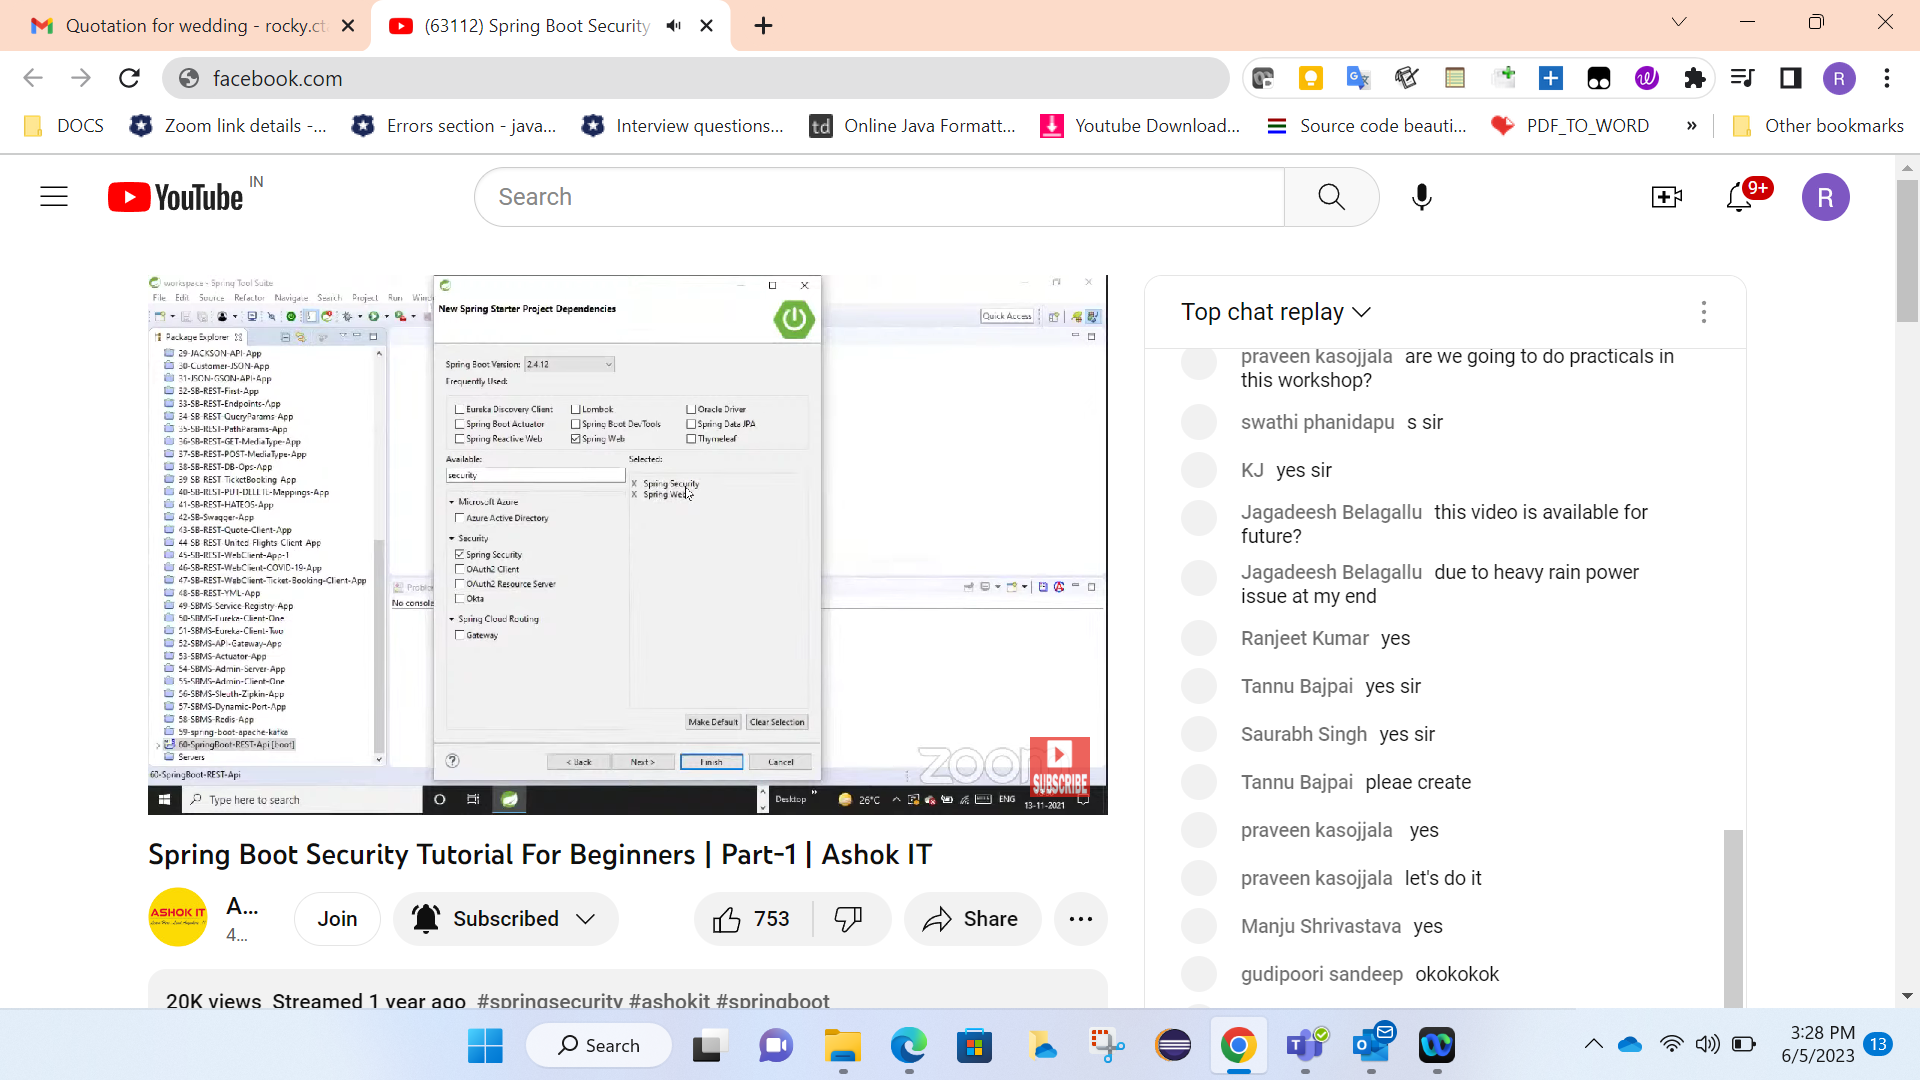 Quotation for wedding - rocky.cta
(63112) Spring Boot Security
facebook.com
R
DOCS
Zoom link details -...
Errors section - java...
Interview questions...
td
Online Java Formatt...
Youtube Download...
Source code beauti...
PDF_TO_WORD
»
Other bookmarks
YouTube IN
Search
9+
R
workspace - Spring Tool Suite
File Edit Source Refactor Navigate Search Project Run
Quick Access
Package Explorer
29-JACKSON-API-App
30-Customer-JSON-App
31-JSON-GSON-API-App
32-SB-REST-First-App
33-SB-REST-Endpoints-App
34-SB-REST-QueryParams-App
35-SB-REST-PathParams-App
36-SB-REST-GET-MediaType-App
37-SB-REST-POST-MediaType-App
38-SB-REST-DB-Ops-App
39-SB-REST-TicketBooking-App
40-SB-REST-PUT-DELETE-Mappings-App
41-SB-REST-HATEOS-App
42-SB-Swagger-App
43-SB-REST-Quote-Client-App
44-SB-REST-United-Flights-Client-App
45-SB-REST-WebClient-App-1
46-SB-REST-WebClient-COVID-19-App
47-SB-REST-WebClient-Ticket-Booking-Client-App
48-SB-REST-YML-App
49-SBMS-Service-Registry-App
50-SBMS-Eureka-Client-One
51-SBMS-Eureka-Client-Two
52-SBMS-API-Gateway-App
53-SBMS-Actuator-App
54-SBMS-Admin-Server-App
55-SBMS-Admin-Client-One
56-SBMS-Sleuth-Zipkin-App
57-SBMS-Dynamic-Port-App
58-SBMS-Redis-App
59-spring-boot-apache-kafka
60-SpringBoot-REST-Api [boot]
Servers
60-SpringBoot-REST-Api
New Spring Starter Project Dependencies
Spring Boot Version: 2.4.12
Frequently Used:
Eureka Discovery Client Lombok Oracle Driver
Spring Boot Actuator Spring Boot DevTools Spring Data JPA
Spring Reactive Web Spring Web Thymeleaf
Available: Selected:
security
X Spring Security
X Spring Web
Microsoft Azure
Azure Active Directory
Security
Spring Security
OAuth2 Client
OAuth2 Resource Server
Okta
Spring Cloud Routing
Gateway
Make Default Clear Selection
< Back Next > Finish Cancel
zoom
SUBSCRIBE
Type here to search
Desktop » 26°C ENG
13-11-2021
Spring Boot Security Tutorial For Beginners | Part-1 | Ashok IT
ASHOK IT
A...
4...
Join
Subscribed
753
Share
20K views Streamed 1 year ago #springsecurity #ashokit #springboot
Top chat replay
praveen kasojjala are we going to do practicals in
this workshop?
swathi phanidapu s sir
KJ yes sir
Jagadeesh Belagallu this video is available for
future?
Jagadeesh Belagallu due to heavy rain power
issue at my end
Ranjeet Kumar yes
Tannu Bajpai yes sir
Saurabh Singh yes sir
Tannu Bajpai pleae create
praveen kasojjala yes
praveen kasojjala let's do it
Manju Shrivastava yes
gudipoori sandeep okokokok
Search
3:28 PM
6/5/2023
13